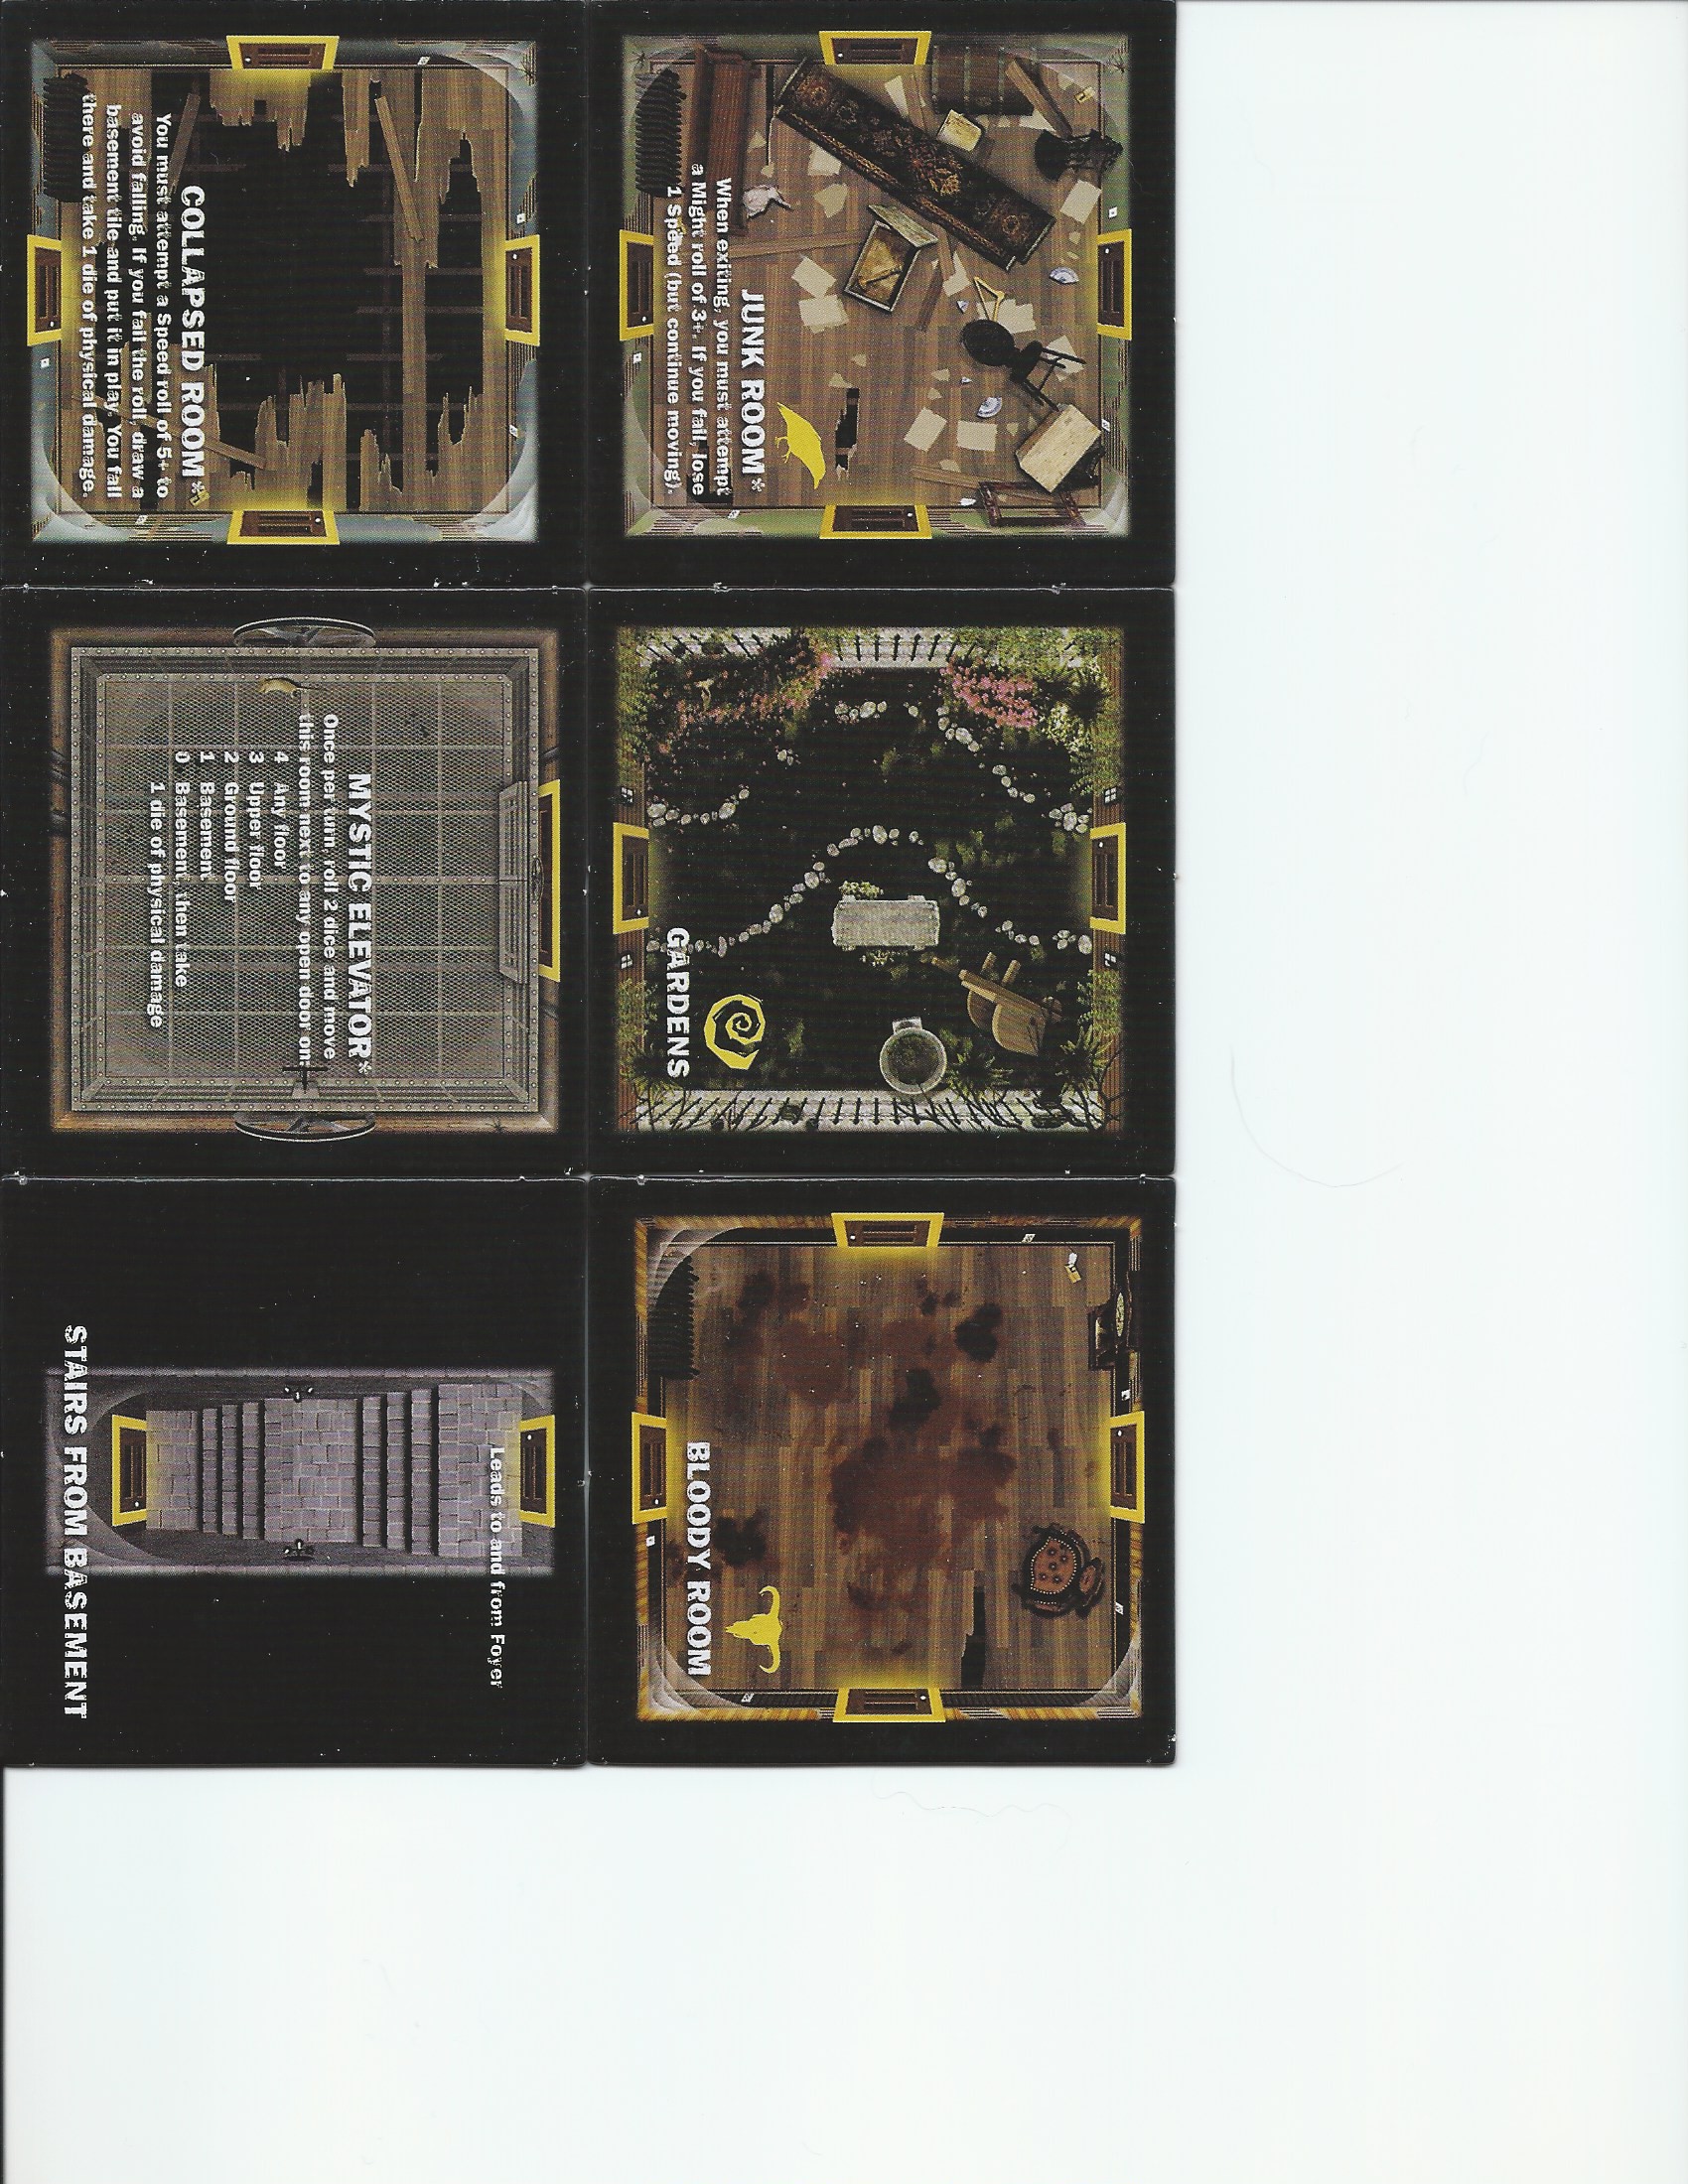 JUNK ROOM*
When exiting, you must attempt
a Might roll of 3+. If you fail, lose
1 Speed (but continue moving).
GARDENS
BLOODY ROOM
COLLAPSED ROOM*
You must attempt a Speed roll of 5+ to
avoid falling. If you fail the roll, draw a
basement tile and put it in play. You fall
there and take 1 die of physical damage.
MYSTIC ELEVATOR*
Once per turn, roll 2 dice and move
this room next to any open door on:
4 Any floor
3 Upper floor
2 Ground floor
1 Basement
0 Basement, then take
1 die of physical damage
Leads to and from Foyer
STAIRS FROM BASEMENT